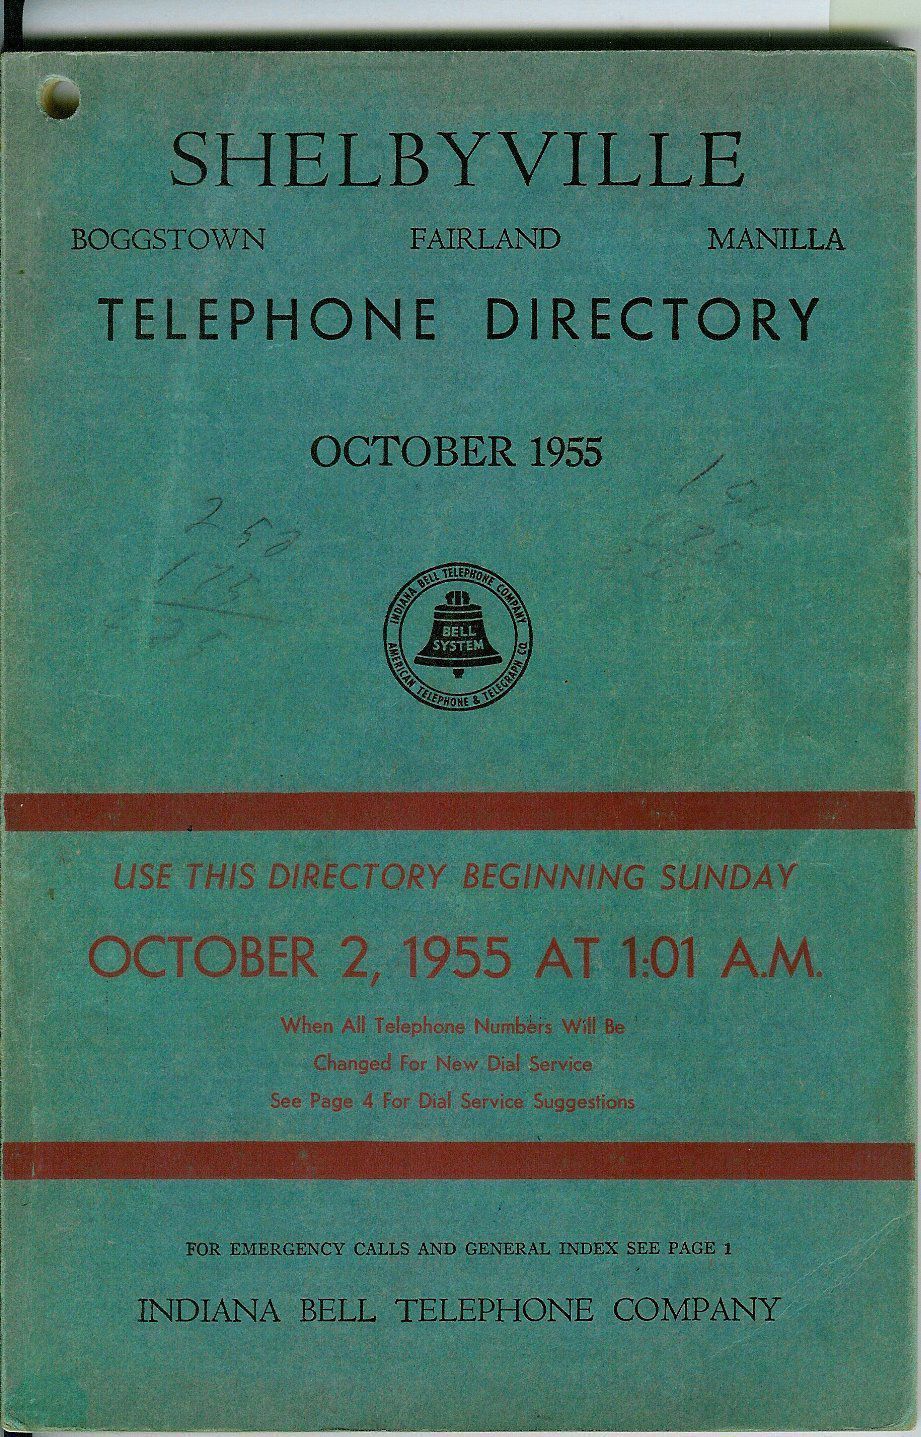 SHELBYVILLE
BOGGSTOWN FAIRLAND MANILLA
TELEPHONE DIRECTORY
OCTOBER 1955
2 50
INDIANA BELL TELEPHONE COMPANY
BELL
SYSTEM
AMERICAN TELEPHONE & TELEGRAPH CO.
USE THIS DIRECTORY BEGINNING SUNDAY
OCTOBER 2, 1955 AT 1:01 A.M.
When All Telephone Numbers Will Be
Changed For New Dial Service
See Page 4 For Dial Service Suggestions
FOR EMERGENCY CALLS AND GENERAL INDEX SEE PAGE 1
INDIANA BELL TELEPHONE COMPANY